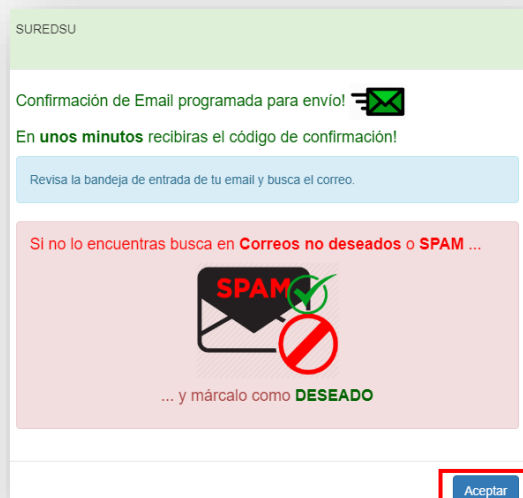 SUREDSU
Confirmación de Email programada para envío!
En unos minutos recibiras el código de confirmación!
Revisa la bandeja de entrada de tu email y busca el correo.
Si no lo encuentras busca en Correos no deseados o SPAM ...
SPAM
... y márcalo como DESEADO
Aceptar